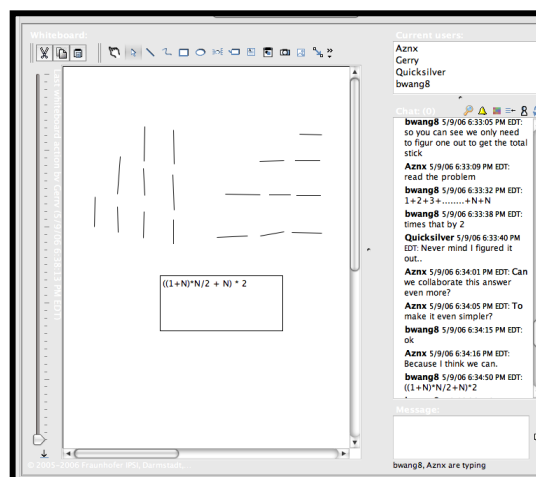 Whiteboard:
Current users:
Aznx
Gerry
Quicksilver
bwang8
Chat: (0)
bwang8 5/9/06 6:33:05 PM EDT:
so you can see we only need
to figur one out to get the total
stick
Aznx 5/9/06 6:33:09 PM EDT:
read the problem
bwang8 5/9/06 6:33:32 PM EDT:
1+2+3+........+N+N
bwang8 5/9/06 6:33:38 PM EDT:
times that by 2
Quicksilver 5/9/06 6:33:40 PM
EDT: Never mind I figured it
out..
Aznx 5/9/06 6:34:01 PM EDT: Can
we collaborate this answer
even more?
Aznx 5/9/06 6:34:05 PM EDT: To
make it even simpler?
bwang8 5/9/06 6:34:15 PM EDT:
ok
Aznx 5/9/06 6:34:16 PM EDT:
Because I think we can.
bwang8 5/9/06 6:34:50 PM EDT:
((1+N)*N/2+N)*2
((1+N)*N/2 + N) * 2
Message:
bwang8, Aznx are typing
© 2005-2006 Fraunhofer IPSI, Darmstadt,